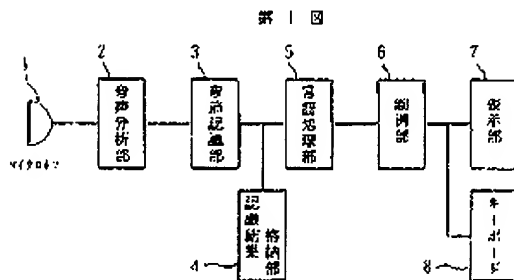 第1図
1
2
3
5
6
7
マイクロホン
音声分析部
音声認識部
言語処理部
制御部
表示部
認識結果
格納部
キーボード
4
8